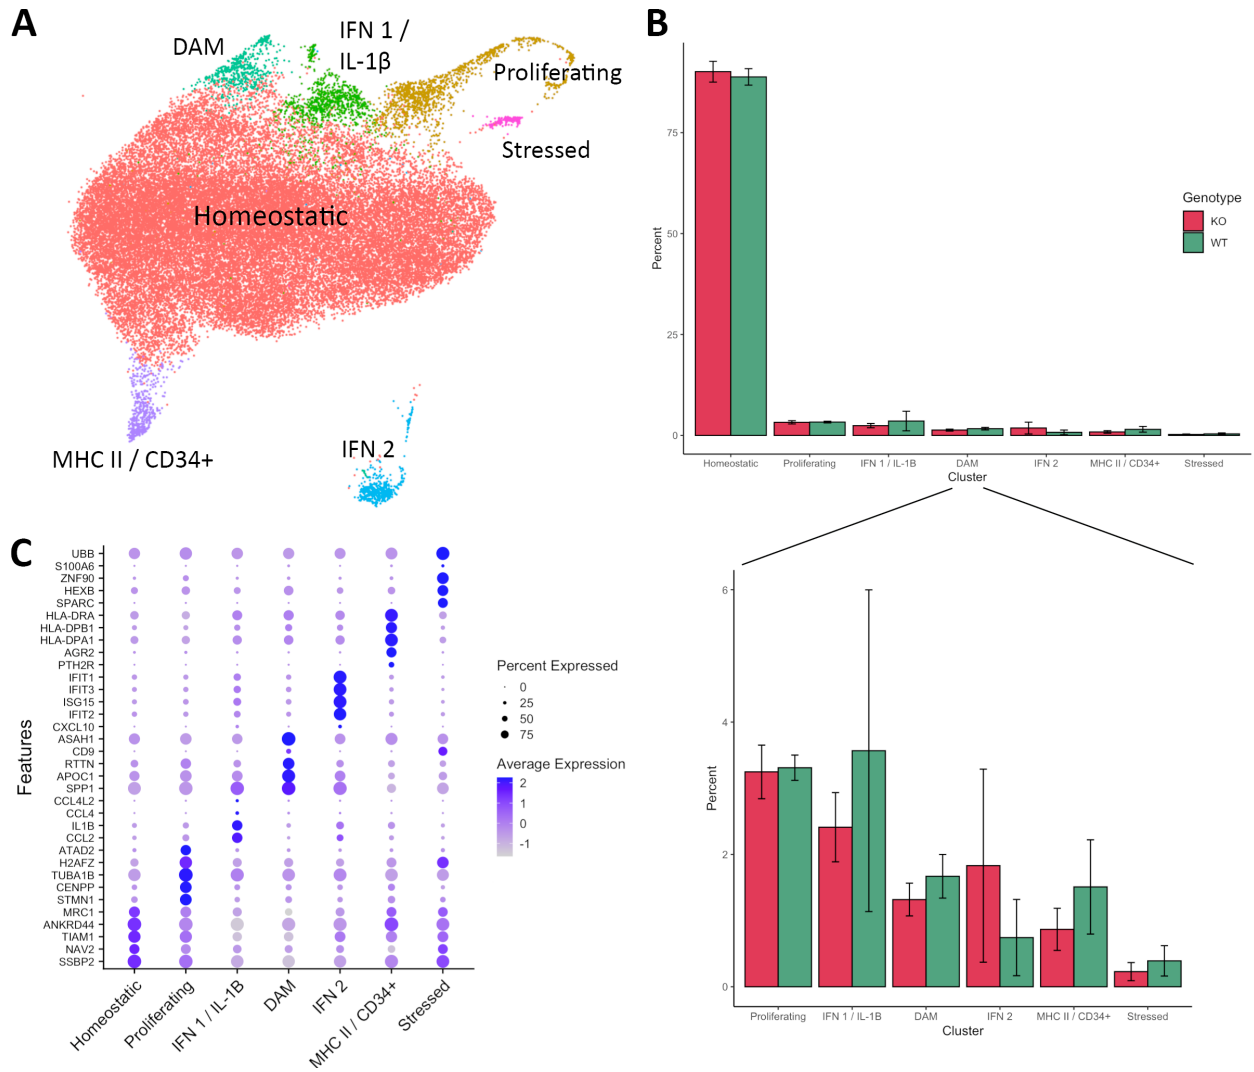 A
DAM
IFN 1 /
IL-1β
Proliferating
Stressed
Homeostatic
MHC II / CD34+
IFN 2
B
Percent
75
50
25
0
Homeostatic
Proliferating
IFN 1 / IL-1B
DAM
IFN 2
MHC II / CD34+
Stressed
Cluster
Genotype
KO
WT
Percent
6
4
2
0
Proliferating
IFN 1 / IL-1B
DAM
IFN 2
MHC II / CD34+
Stressed
Cluster
C
Features
UBB
S100A6
ZNF90
HEXB
SPARC
HLA-DRA
HLA-DPB1
HLA-DPA1
AGR2
PTH2R
IFIT1
IFIT3
ISG15
IFIT2
CXCL10
ASAH1
CD9
RTTN
APOC1
SPP1
CCL4L2
CCL4
IL1B
CCL2
ATAD2
H2AFZ
TUBA1B
CENPP
STMN1
MRC1
ANKRD44
TIAM1
NAV2
SSBP2
Homeostatic
Proliferating
IFN 1 / IL-1B
DAM
IFN 2
MHC II / CD34+
Stressed
Percent Expressed
0
25
50
75
Average Expression
2
1
0
-1